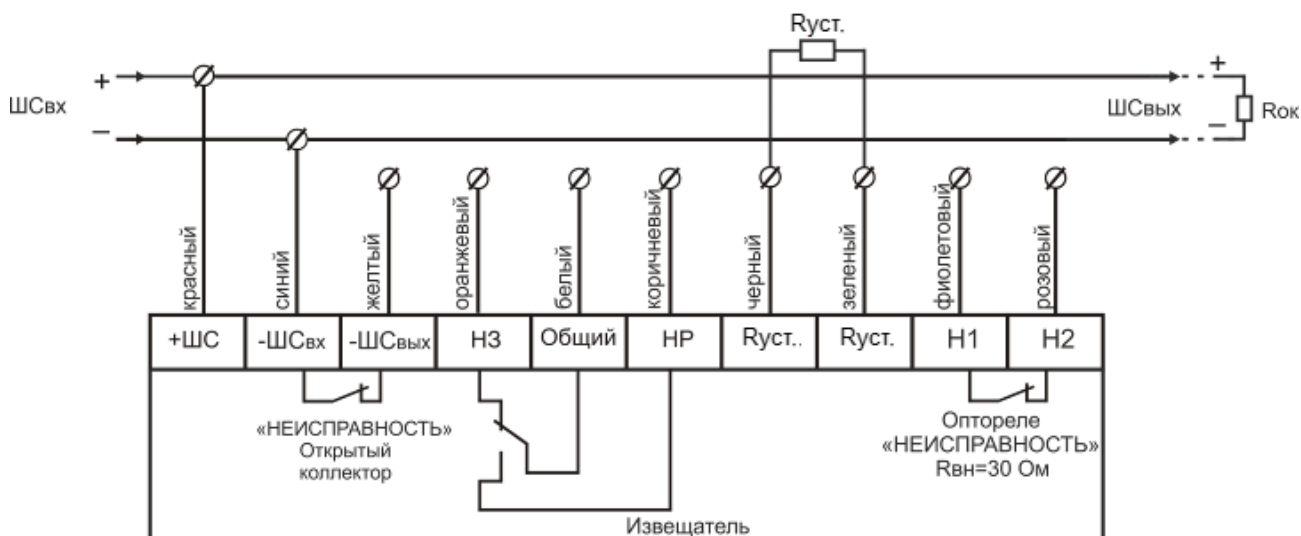 Rуст.
+
ШСвх
–
+
ШСвых
–
Rок
красный
синий
желтый
оранжевый
белый
коричневый
черный
зеленый
фиолетовый
розовый
+ШС
-ШСвх
-ШСвых
НЗ
Общий
НР
Rуст..
Rуст.
Н1
Н2
«НЕИСПРАВНОСТЬ»
Открытый
коллектор
Оптореле
«НЕИСПРАВНОСТЬ»
Rвн=30 Ом
Извещатель